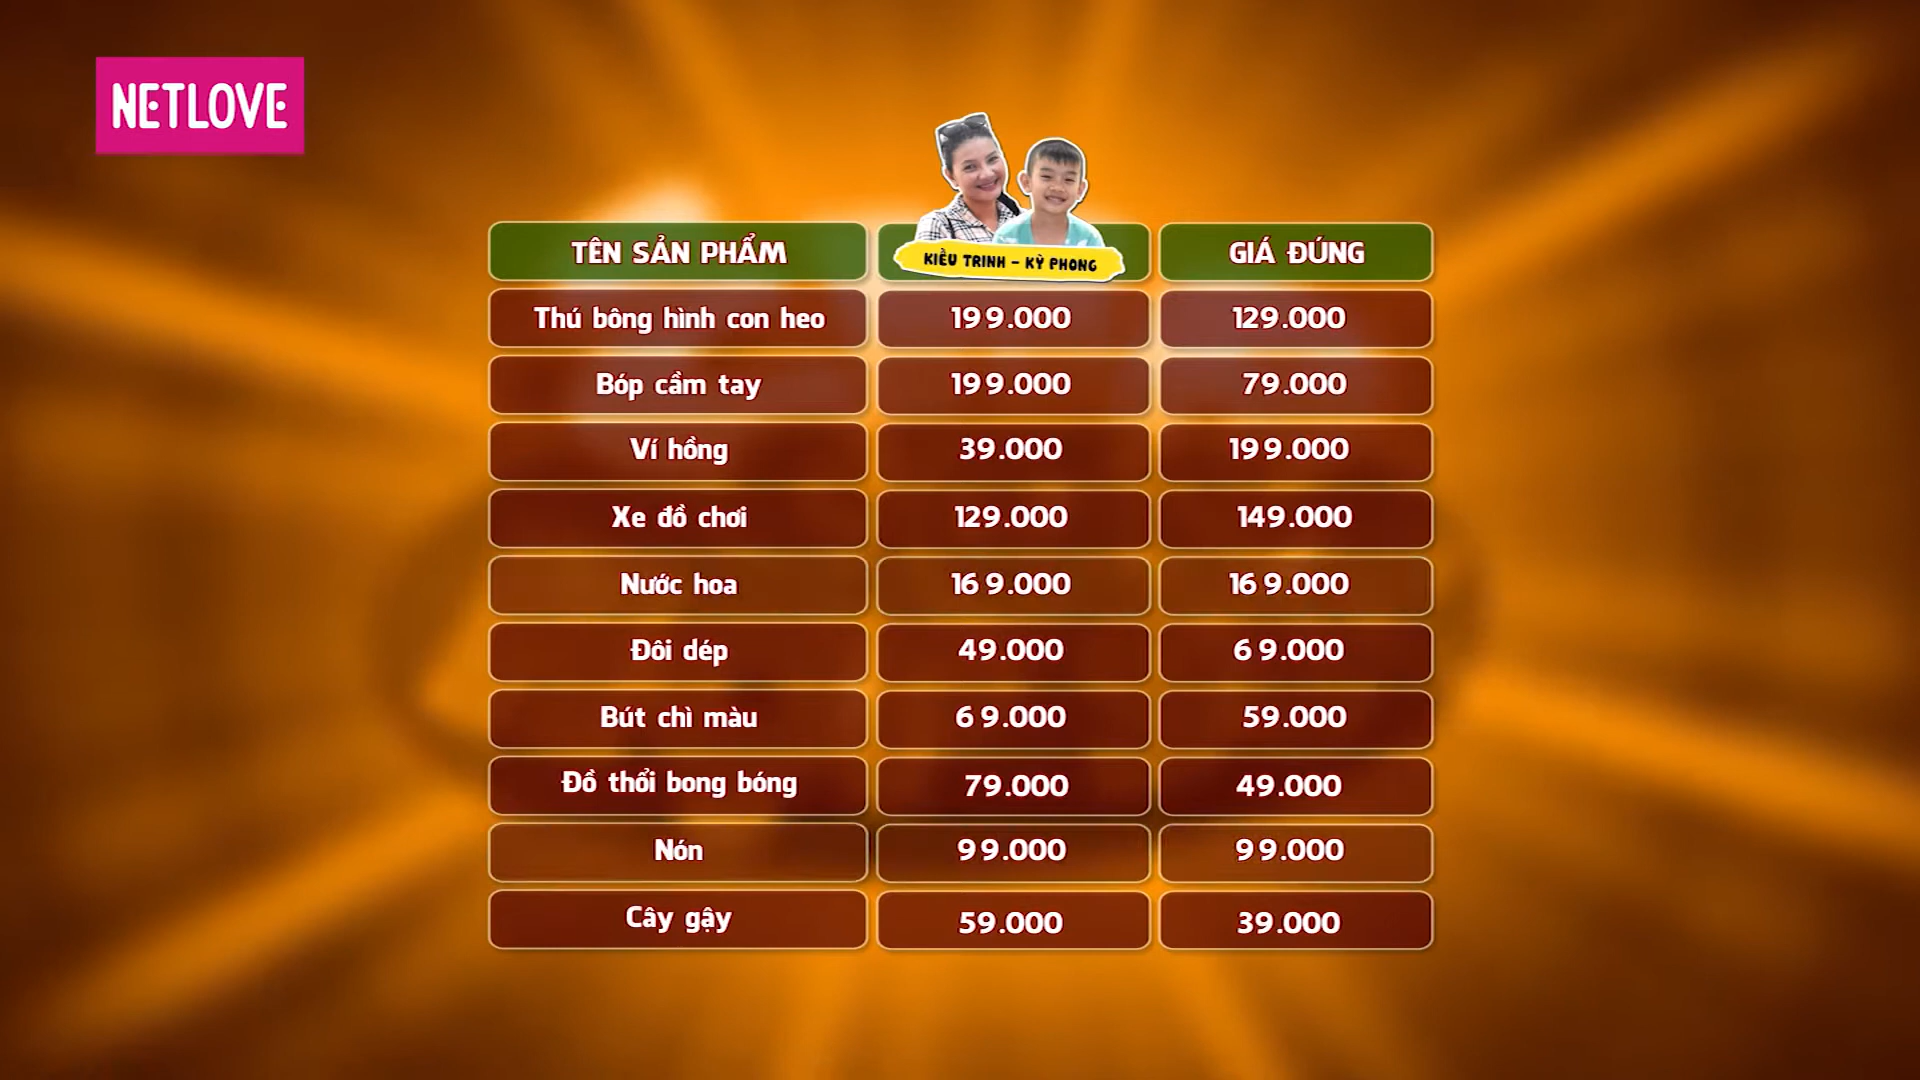 NETLOVE
TÊN SẢN PHẨM KIỀU TRINH - KỲ PHONG GIÁ ĐÚNG
Thú bông hình con heo 199.000 129.000
Bóp cầm tay 199.000 79.000
Ví hồng 39.000 199.000
Xe đồ chơi 129.000 149.000
Nước hoa 169.000 169.000
Đôi dép 49.000 69.000
Bút chì màu 69.000 59.000
Đồ thổi bong bóng 79.000 49.000
Nón 99.000 99.000
Cây gậy 59.000 39.000